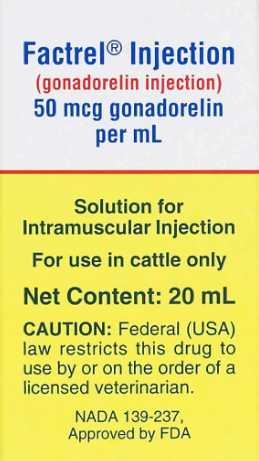 Factrel® Injection
(gonadorelin injection)
50 mcg gonadorelin
per mL
Solution for
Intramuscular Injection
For use in cattle only
Net Content: 20 mL
CAUTION: Federal (USA)
law restricts this drug to
use by or on the order of a
licensed veterinarian.
NADA 139-237,
Approved by FDA